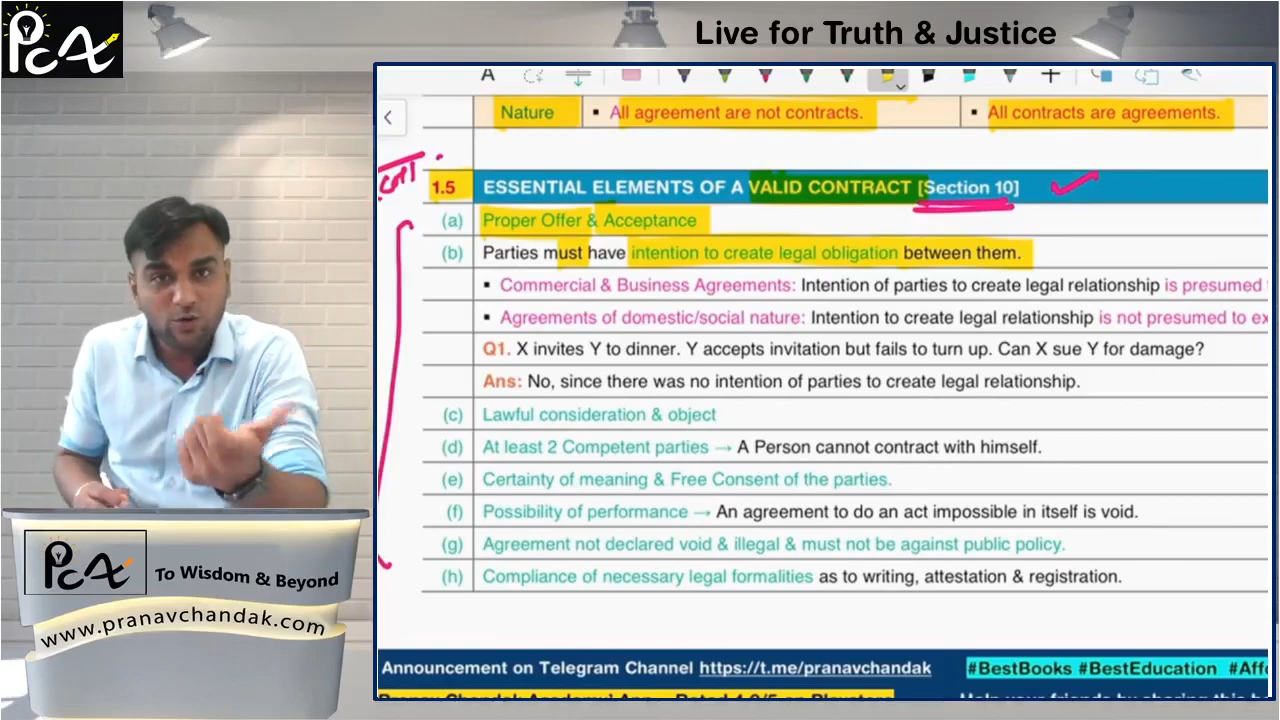 PCA
Live for Truth & Justice
A
Nature
▪ All agreement are not contracts.
▪ All contracts are agreements.
1.5 ESSENTIAL ELEMENTS OF A VALID CONTRACT [Section 10]
(a) Proper Offer & Acceptance
(b) Parties must have intention to create legal obligation between them.
▪ Commercial & Business Agreements: Intention of parties to create legal relationship is presumed
▪ Agreements of domestic/social nature: Intention to create legal relationship is not presumed to ex
Q1. X invites Y to dinner. Y accepts invitation but fails to turn up. Can X sue Y for damage?
Ans: No, since there was no intention of parties to create legal relationship.
(c) Lawful consideration & object
(d) At least 2 Competent parties → A Person cannot contract with himself.
(e) Certainty of meaning & Free Consent of the parties.
(f) Possibility of performance → An agreement to do an act impossible in itself is void.
(g) Agreement not declared void & illegal & must not be against public policy.
(h) Compliance of necessary legal formalities as to writing, attestation & registration.
PCA To Wisdom & Beyond
www.pranavchandak.com
Announcement on Telegram Channel https://t.me/pranavchandak
#BestBooks #BestEducation #Affo